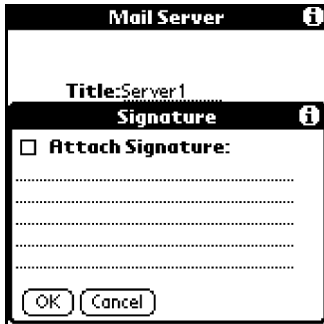 Mail Server
Title:Server1
Signature
Attach Signature:
OK Cancel